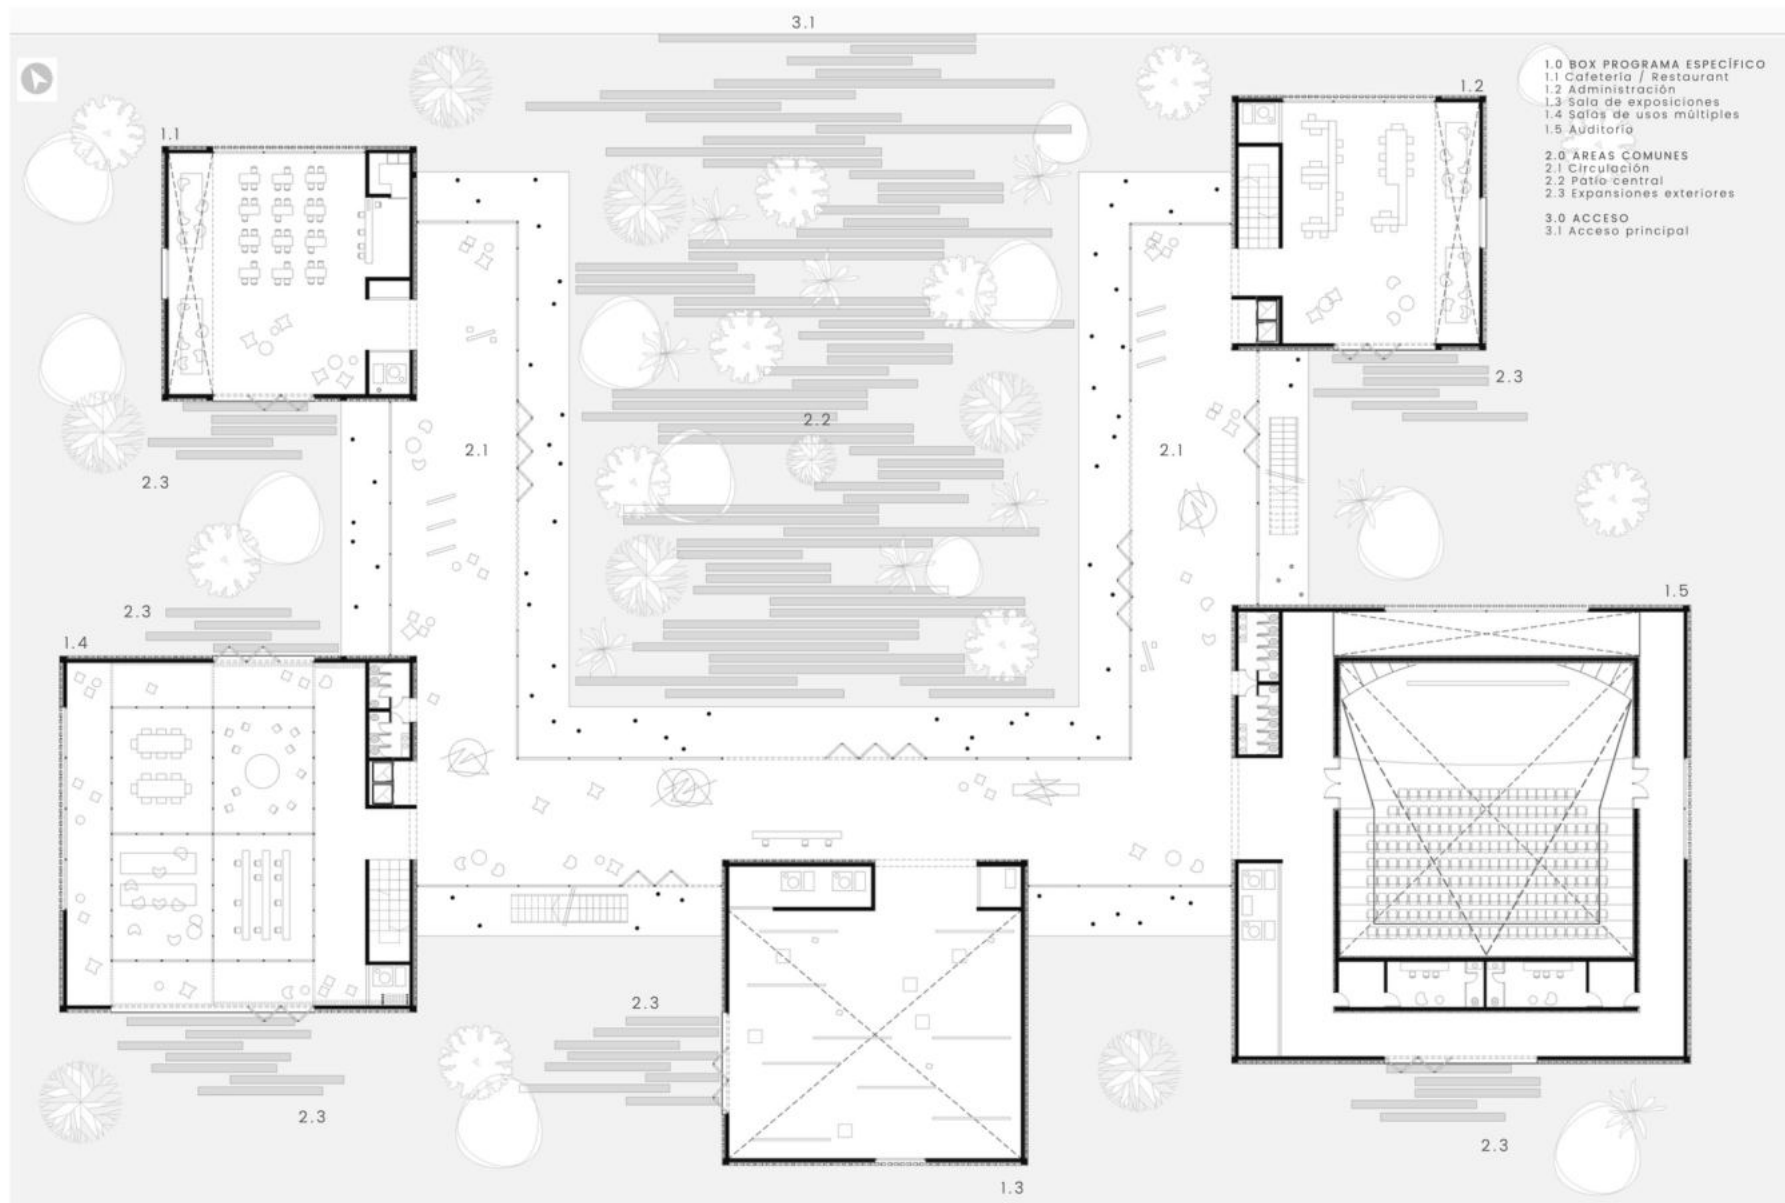 3.1
1.0 BOX PROGRAMA ESPECÍFICO
1.1 Cafetería / Restaurant
1.2 Administración
1.3 Sala de exposiciones
1.4 Salas de usos múltiples
1.5 Auditorio
2.0 AREAS COMUNES
2.1 Circulación
2.2 Patio central
2.3 Expansiones exteriores
3.0 ACCESO
3.1 Acceso principal
1.2
1.1
2.3
2.2
2.1
2.1
2.3
2.3
1.5
1.4
2.3
2.3
2.3
1.3